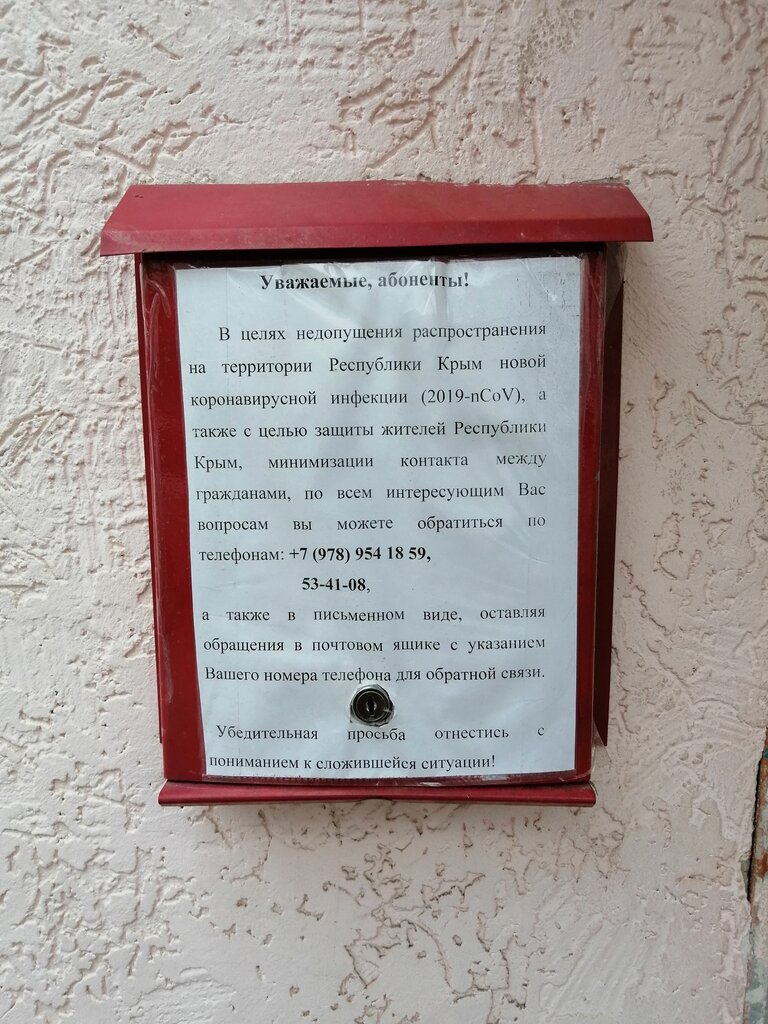 Уважаемые, абоненты!
В целях недопущения распространения
на территории Республики Крым новой
коронавирусной инфекции (2019-nCoV), а
также с целью защиты жителей Республики
Крым, минимизации контакта между
гражданами, по всем интересующим Вас
вопросам вы можете обратиться по
телефонам: +7 (978) 954 18 59,
53-41-08,
а также в письменном виде, оставляя
обращения в почтовом ящике с указанием
Вашего номера телефона для обратной связи.
Убедительная просьба отнестись с
пониманием к сложившейся ситуации!